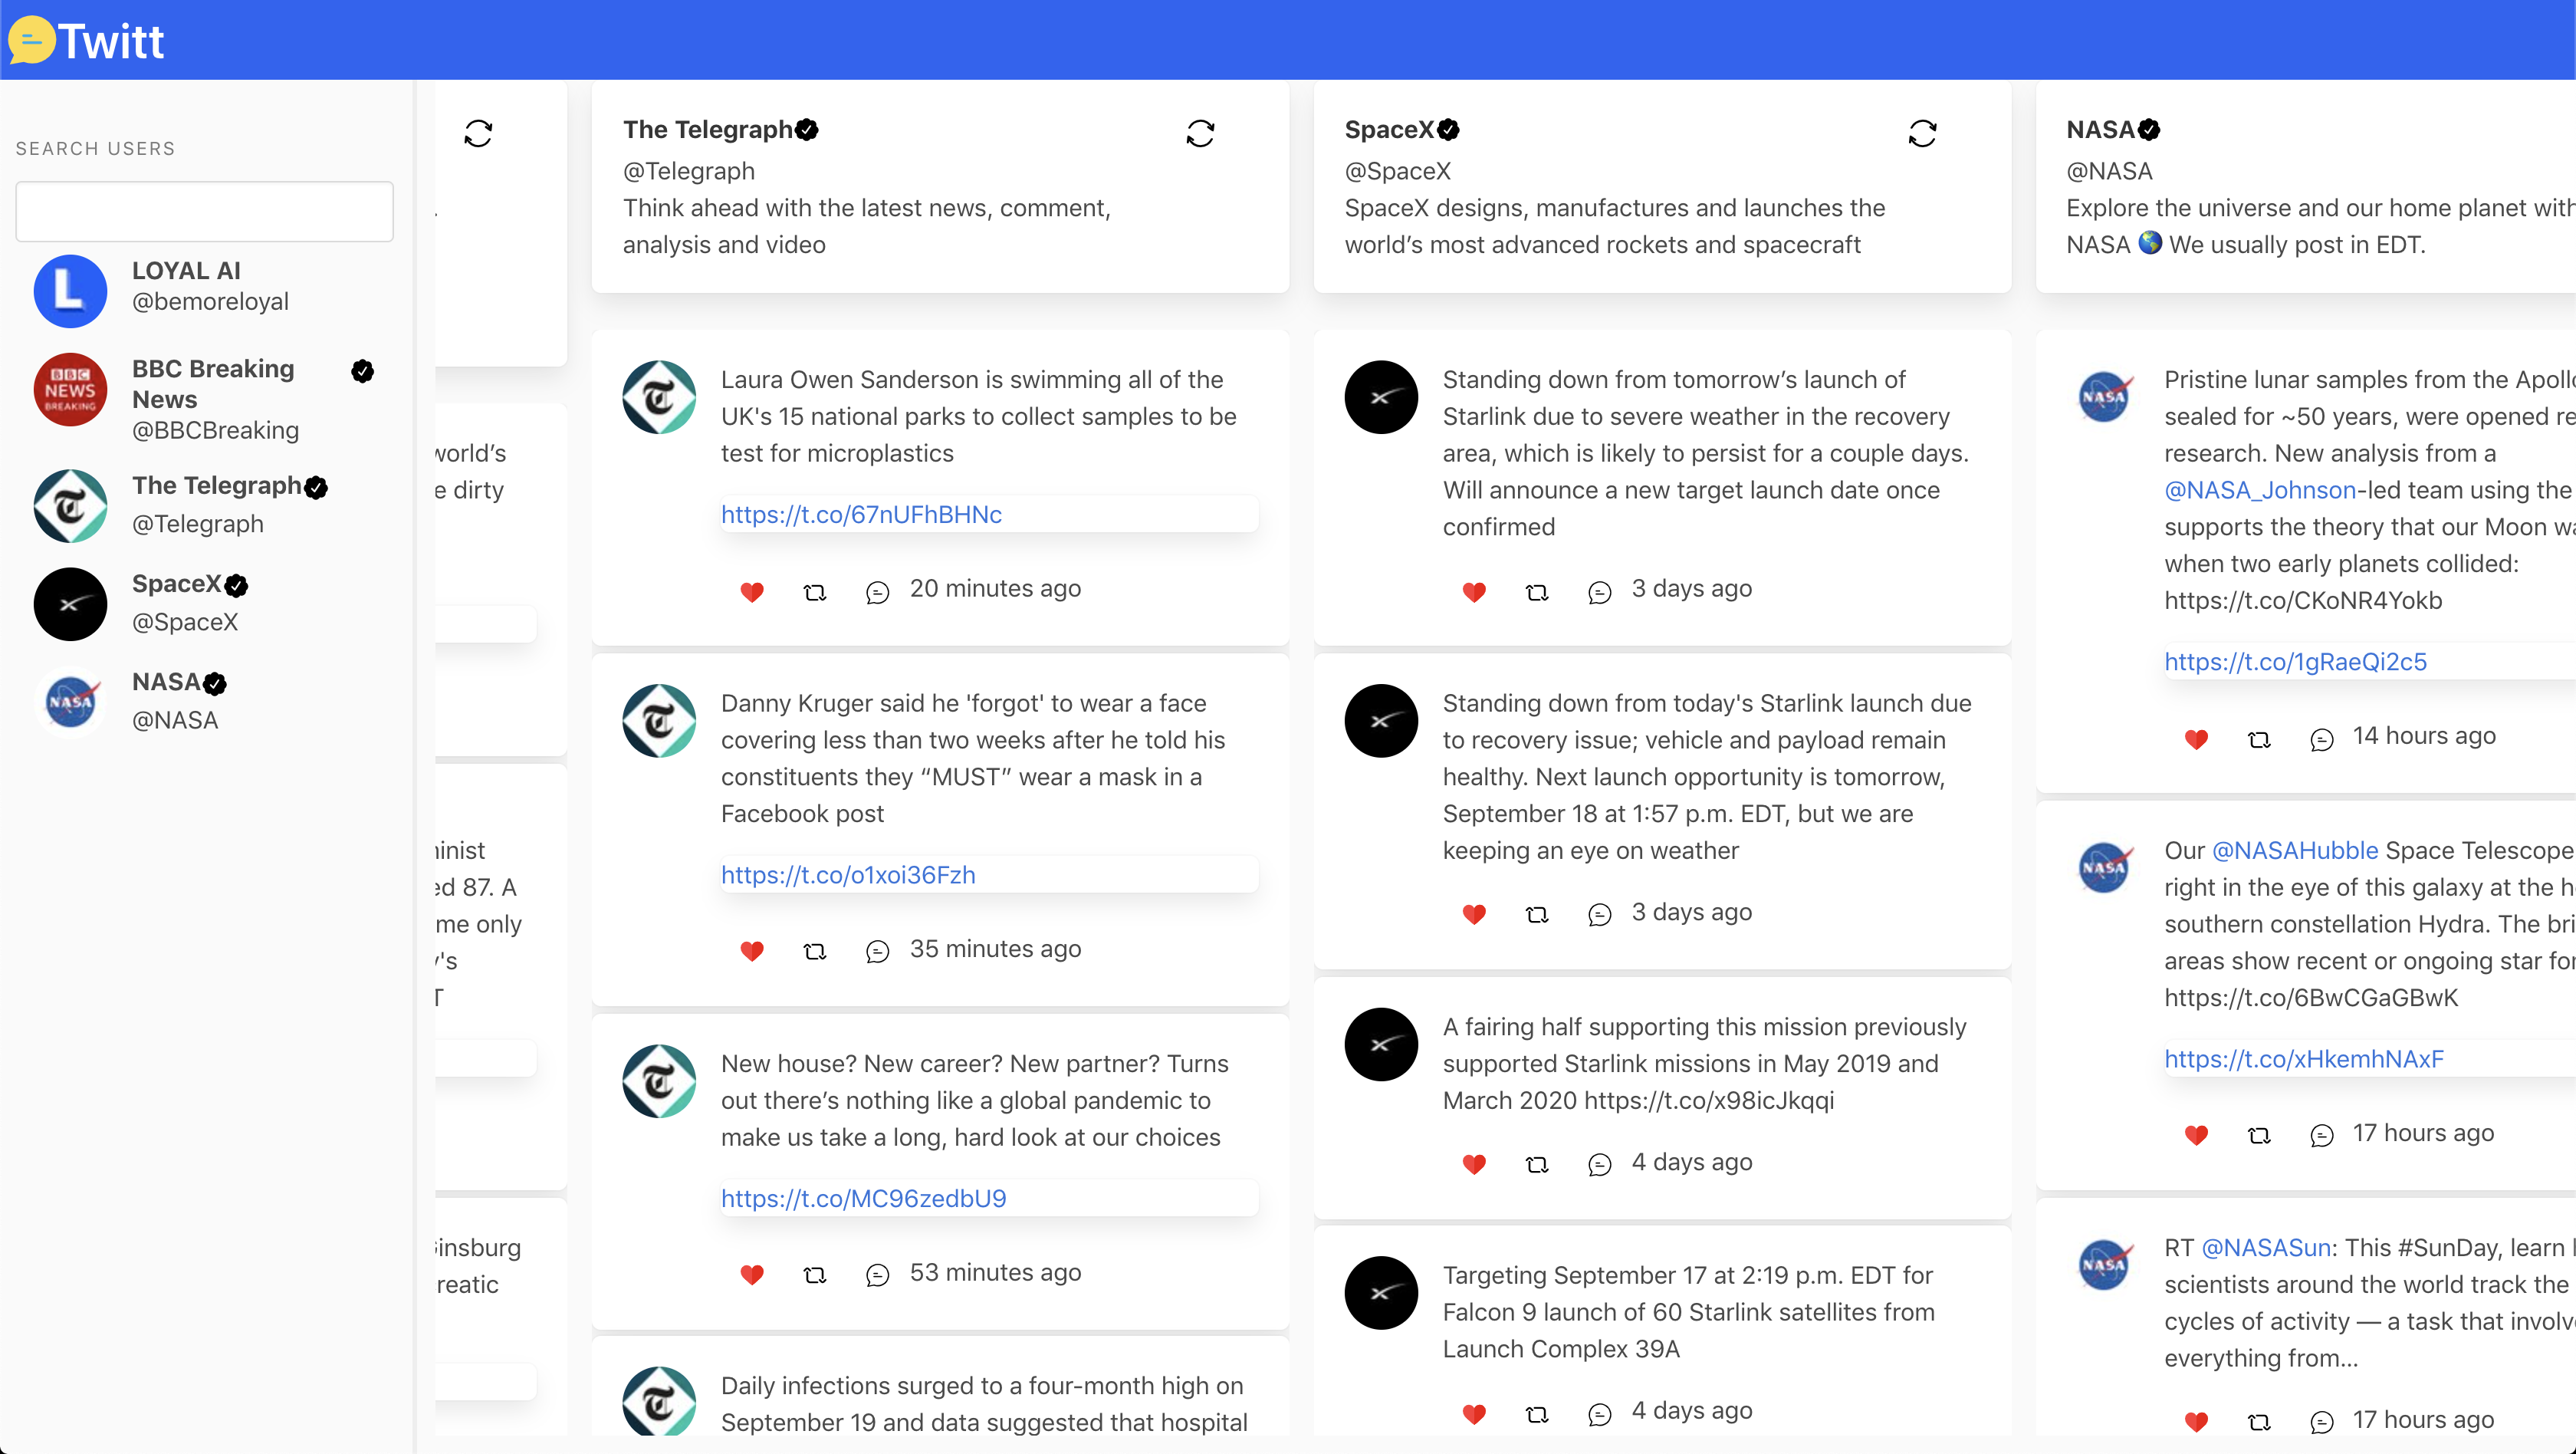 Twitt
SEARCH USERS
LOYAL AI
@bemoreloyal
BBC Breaking
News
@BBCBreaking
The Telegraph
@Telegraph
SpaceX
@SpaceX
NASA
@NASA
.
world’s
e dirty
ninist
ed 87. A
me only
y's
T
Ginsburg
reatic
The Telegraph
@Telegraph
Think ahead with the latest news, comment,
analysis and video
Laura Owen Sanderson is swimming all of the
UK's 15 national parks to collect samples to be
test for microplastics
https://t.co/67nUFhBHNc
20 minutes ago
Danny Kruger said he 'forgot' to wear a face
covering less than two weeks after he told his
constituents they “MUST” wear a mask in a
Facebook post
https://t.co/o1xoi36Fzh
35 minutes ago
New house? New career? New partner? Turns
out there’s nothing like a global pandemic to
make us take a long, hard look at our choices
https://t.co/MC96zedbU9
53 minutes ago
Daily infections surged to a four-month high on
September 19 and data suggested that hospital
SpaceX
@SpaceX
SpaceX designs, manufactures and launches the
world’s most advanced rockets and spacecraft
Standing down from tomorrow’s launch of
Starlink due to severe weather in the recovery
area, which is likely to persist for a couple days.
Will announce a new target launch date once
confirmed
3 days ago
Standing down from today's Starlink launch due
to recovery issue; vehicle and payload remain
healthy. Next launch opportunity is tomorrow,
September 18 at 1:57 p.m. EDT, but we are
keeping an eye on weather
3 days ago
A fairing half supporting this mission previously
supported Starlink missions in May 2019 and
March 2020 https://t.co/x98icJkqqi
4 days ago
Targeting September 17 at 2:19 p.m. EDT for
Falcon 9 launch of 60 Starlink satellites from
Launch Complex 39A
4 days ago
NASA
@NASA
Explore the universe and our home planet with
NASA 🌎 We usually post in EDT.
Pristine lunar samples from the Apoll
sealed for ~50 years, were opened re
research. New analysis from a
@NASA_Johnson-led team using the
supports the theory that our Moon wa
when two early planets collided:
https://t.co/CKoNR4Yokb
https://t.co/1gRaeQi2c5
14 hours ago
Our @NASAHubble Space Telescope
right in the eye of this galaxy at the h
southern constellation Hydra. The bri
areas show recent or ongoing star for
https://t.co/6BwCGaGBwK
https://t.co/xHkemhNAxF
17 hours ago
RT @NASASun: This #SunDay, learn
scientists around the world track the
cycles of activity — a task that involv
everything from…
17 hours ago